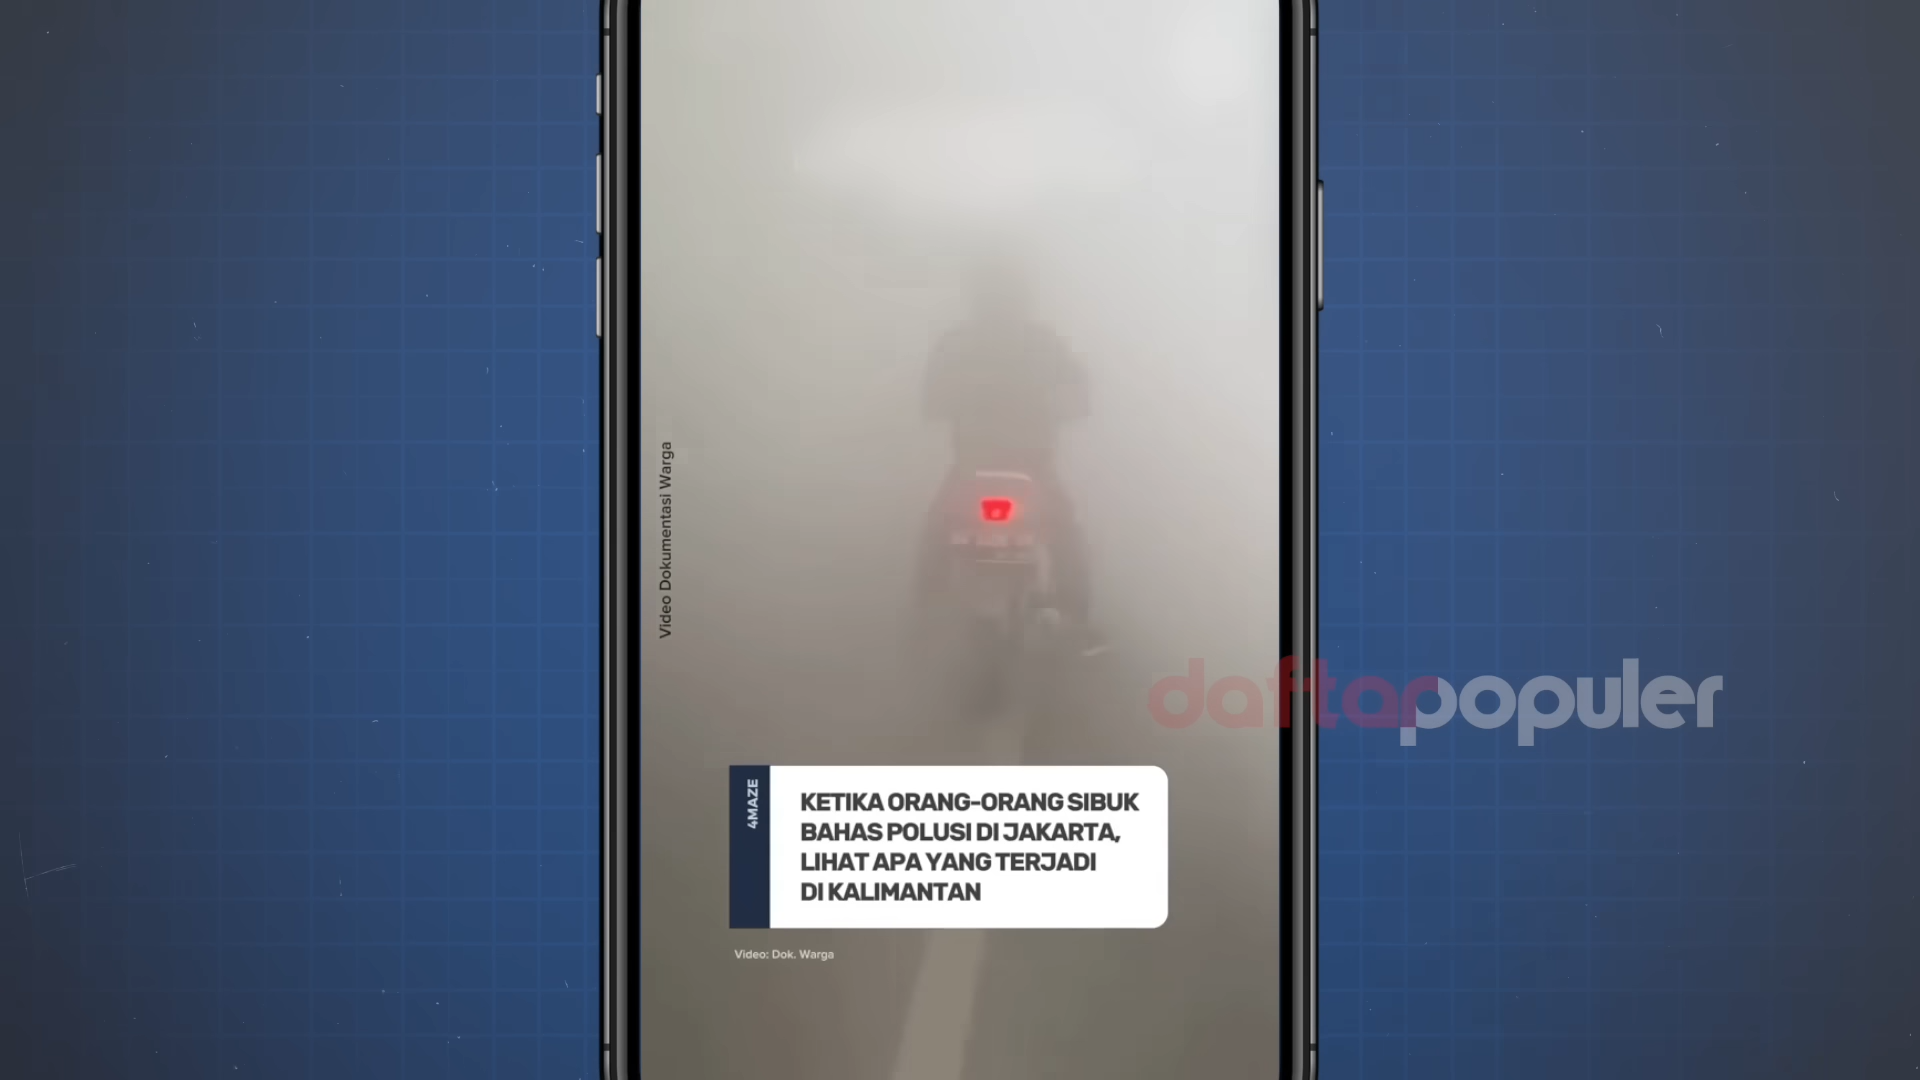 Video Dokumentasi Warga
daftarpopuler
4MAZE
KETIKA ORANG-ORANG SIBUK
BAHAS POLUSI DI JAKARTA,
LIHAT APA YANG TERJADI
DI KALIMANTAN
Video: Dok. Warga